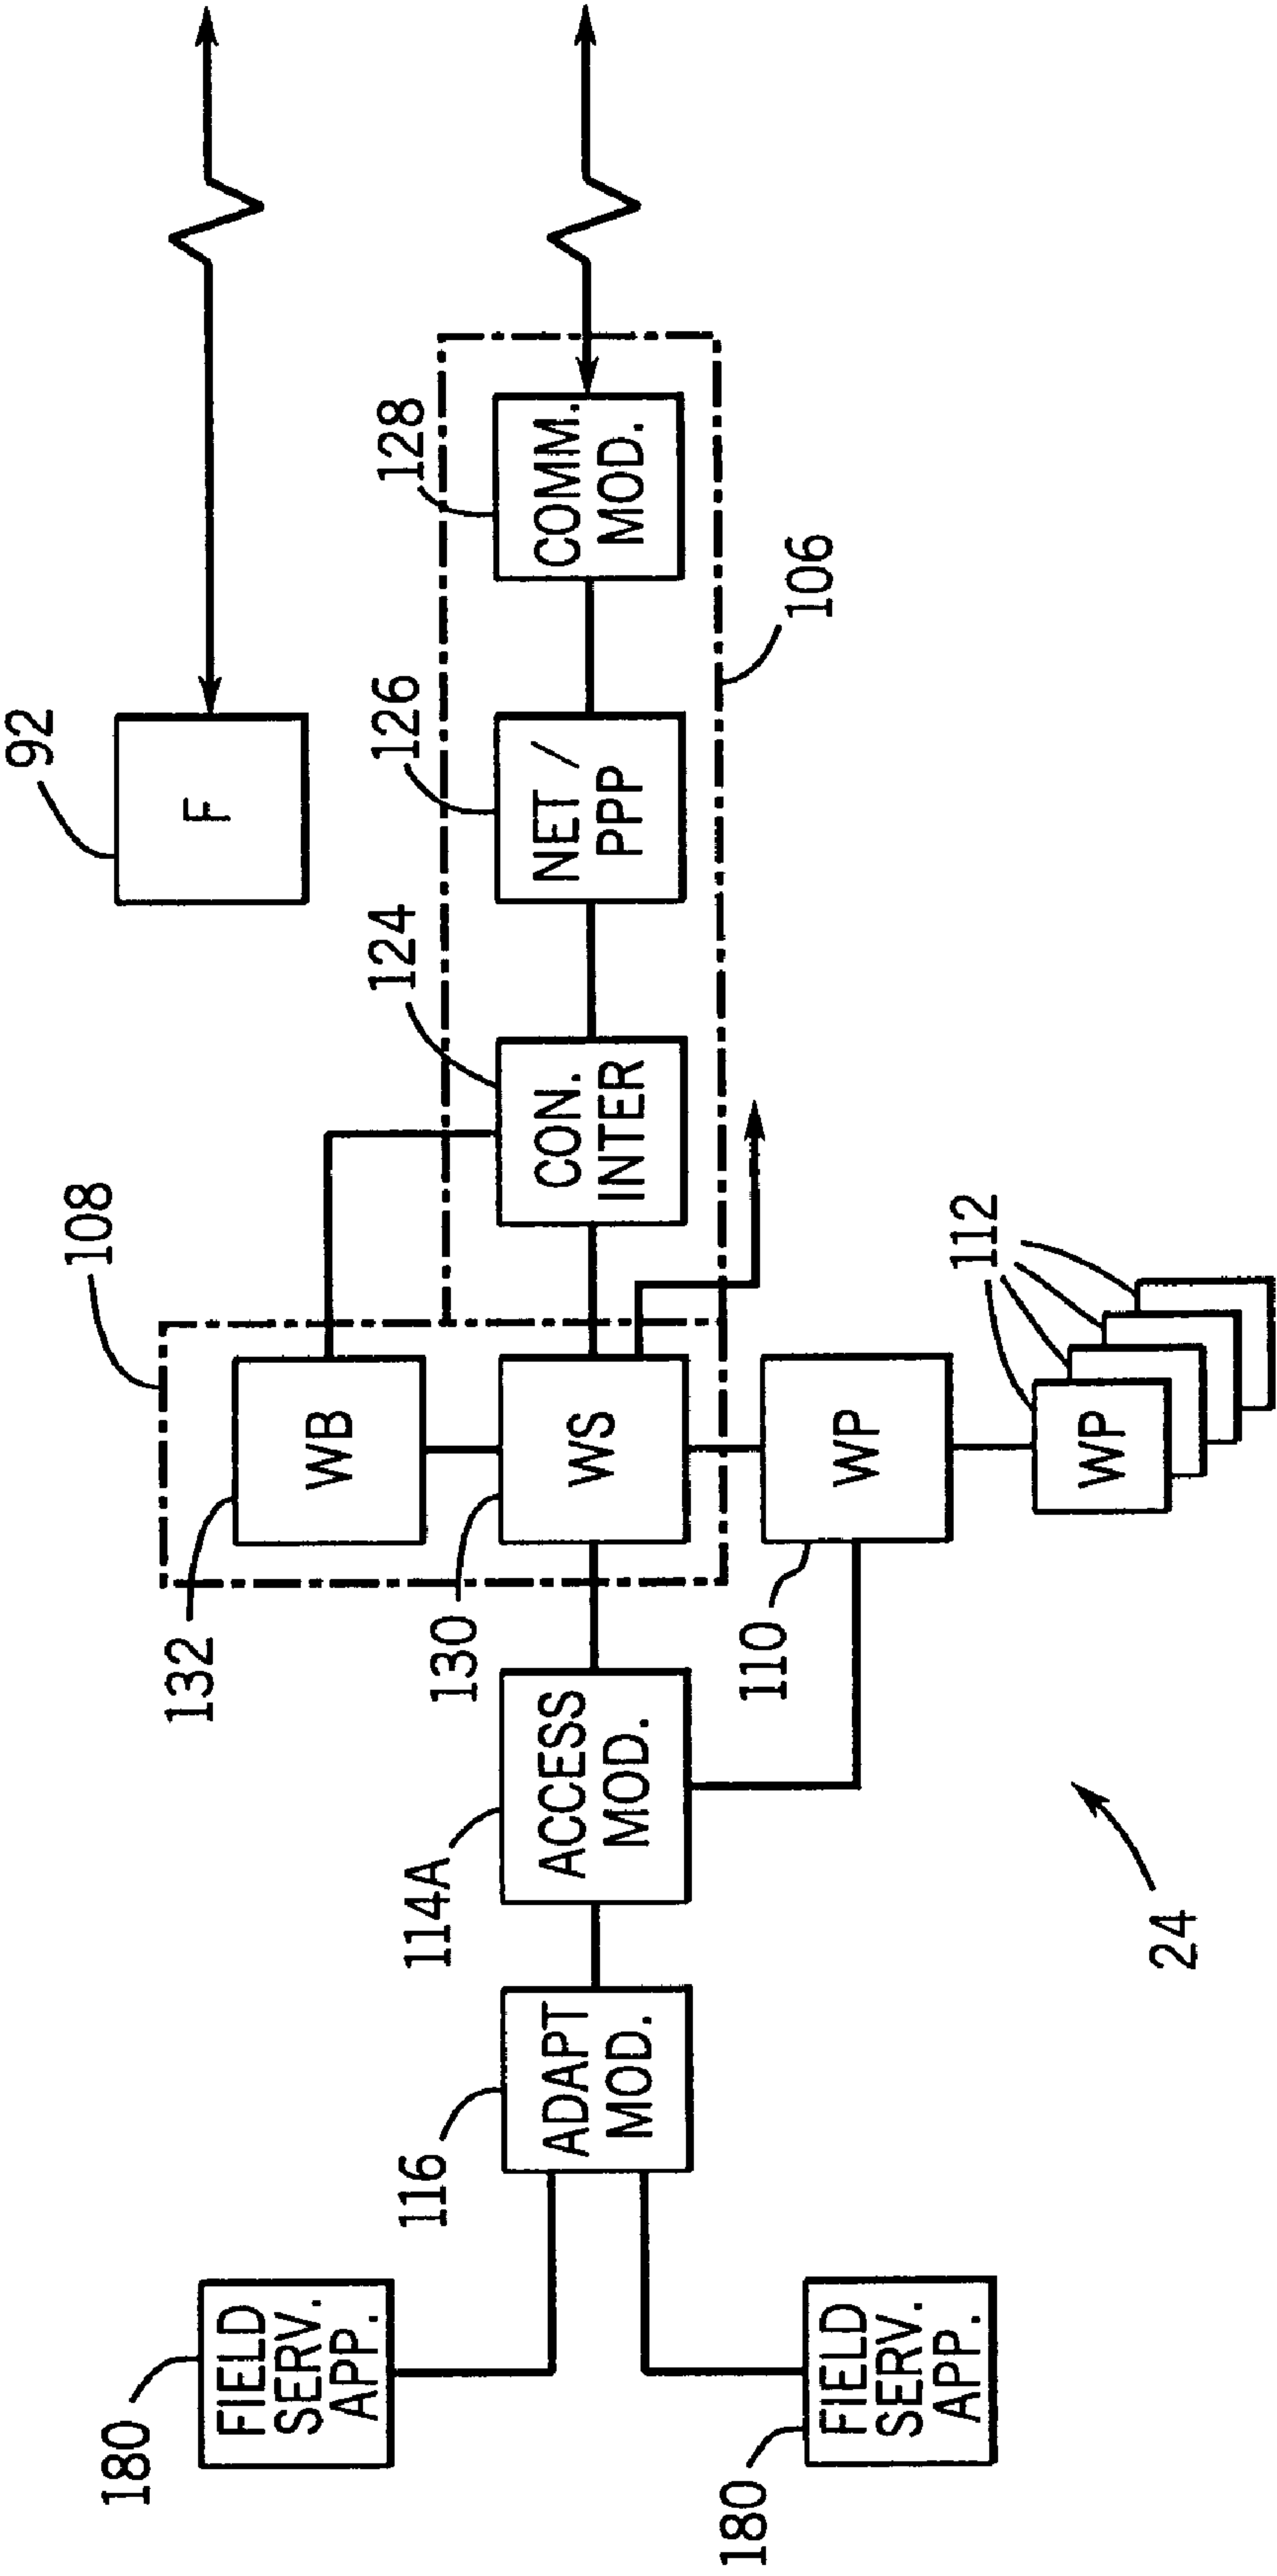 92
F
108
132
WB
130
WS
124
CON.
INTER
126
NET /
PPP
128
COMM.
MOD.
106
180
FIELD
SERV.
APP.
116
ADAPT
MOD.
114A
ACCESS
MOD.
110
WP
112
WP
180
FIELD
SERV.
APP.
24